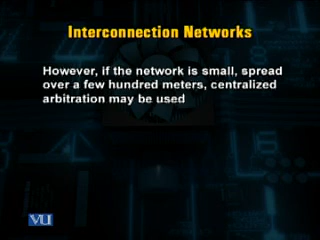 Interconnection Networks
However, if the network is small, spread
over a few hundred meters, centralized
arbitration may be used
VU